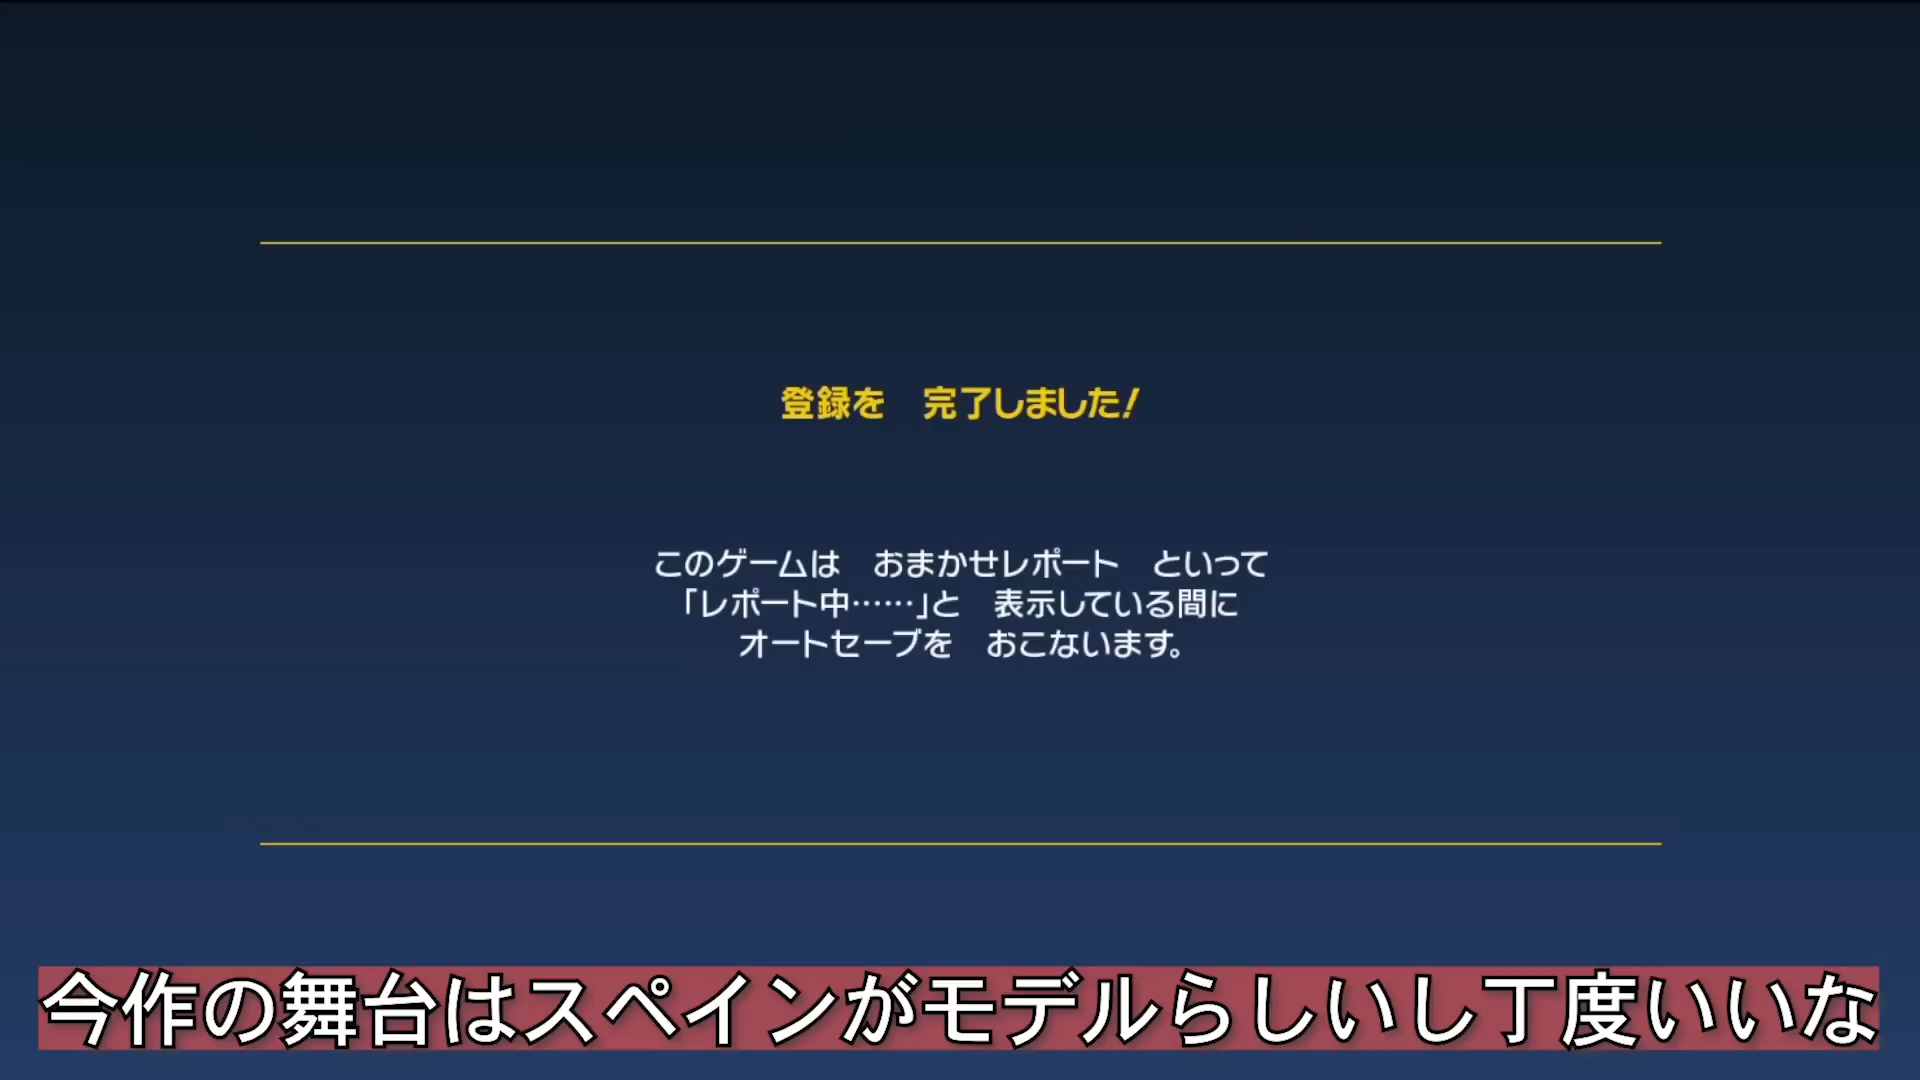 登録を　完了しました!
このゲームは　おまかせレポート　といって
「レポート中……」と　表示している間に
オートセーブを　おこないます。
今作の舞台はスペインがモデルらしいし丁度いいな